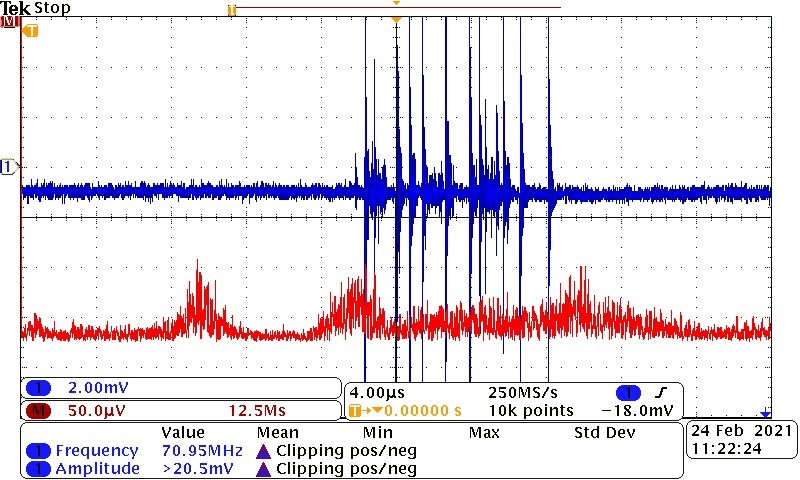 Tek Stop
M
T
T
1
1 2.00mV
M 50.0µV 12.5Ms
4.00µs 250MS/s 1
T 0.00000 s 10k points −18.0mV
Value Mean Min Max Std Dev
1 Frequency 70.95MHz Clipping pos/neg
1 Amplitude >20.5mV Clipping pos/neg
24 Feb 2021
11:22:24